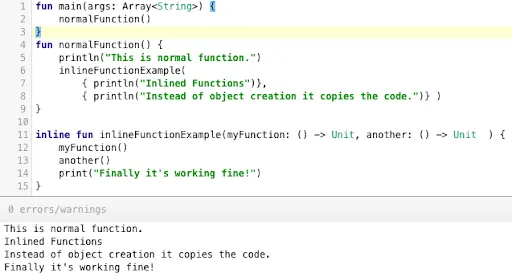 1 fun main(args: Array<String>) {
2     normalFunction()
3 }
4 fun normalFunction() {
5     println("This is normal function.")
6     inlineFunctionExample(
7         { println("Inlined Functions")},
8         { println("Instead of object creation it copies the code.")} )
9 }
10
11 inline fun inlineFunctionExample(myFunction: () -> Unit, another: () -> Unit  ) {
12     myFunction()
13     another()
14     print("Finally it's working fine!")
15 }
0 errors/warnings
This is normal function.
Inlined Functions
Instead of object creation it copies the code.
Finally it's working fine!